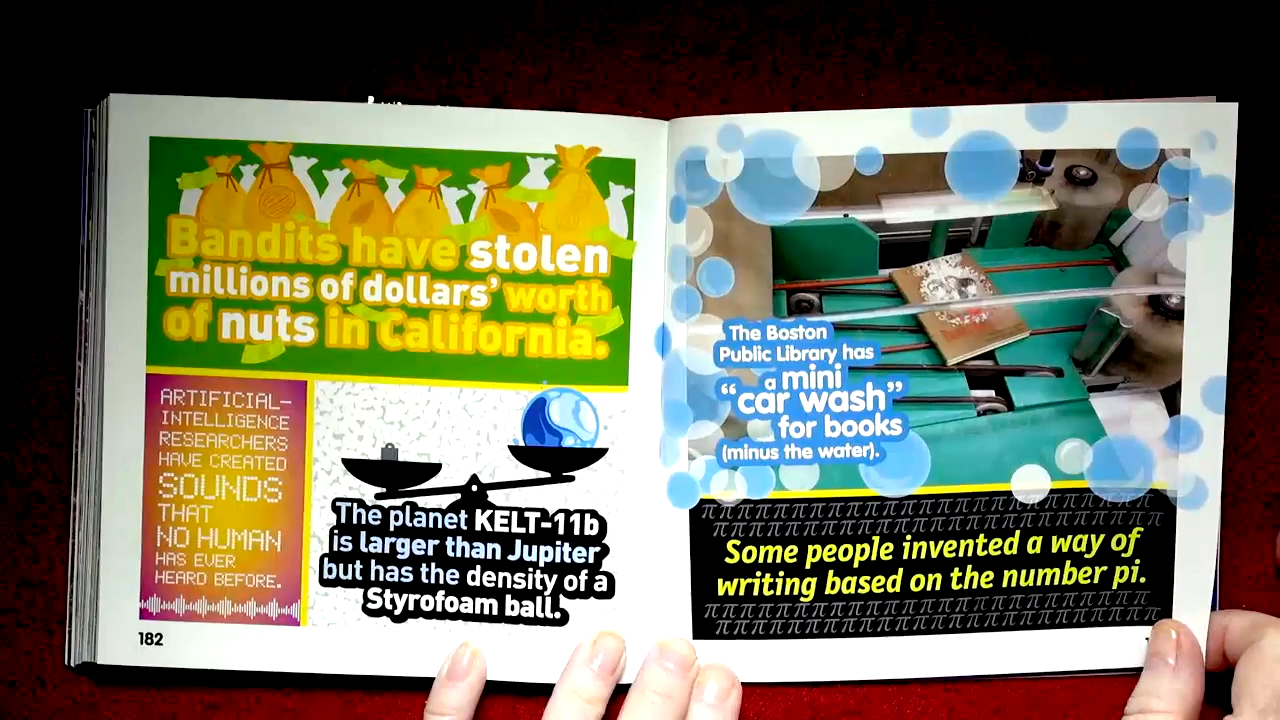 Bandits have stolen
millions of dollars' worth
of nuts in California.
ARTIFICIAL-
INTELLIGENCE
RESEARCHERS
HAVE CREATED
SOUNDS
THAT
NO HUMAN
HAS EVER
HEARD BEFORE.
The planet KELT-11b
is larger than Jupiter
but has the density of a
Styrofoam ball.
182
The Boston
Public Library has
a mini
“car wash”
for books
(minus the water).
Some people invented a way of
writing based on the number pi.